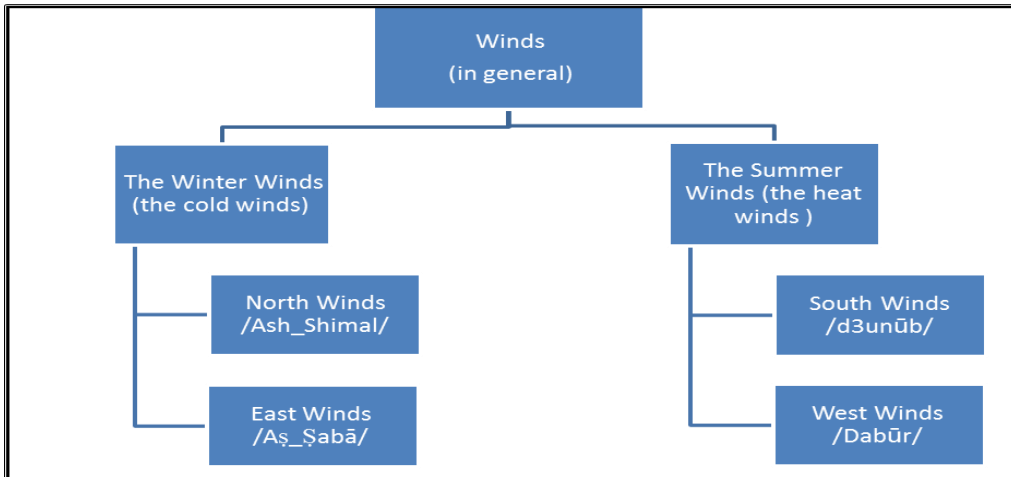 Winds
(in general)
The Winter Winds
(the cold winds)
North Winds
/Ash_Shimal/
East Winds
/Aṣ_Ṣabā/
The Summer
Winds (the heat
winds )
South Winds
/d3unūb/
West Winds
/Dabūr/